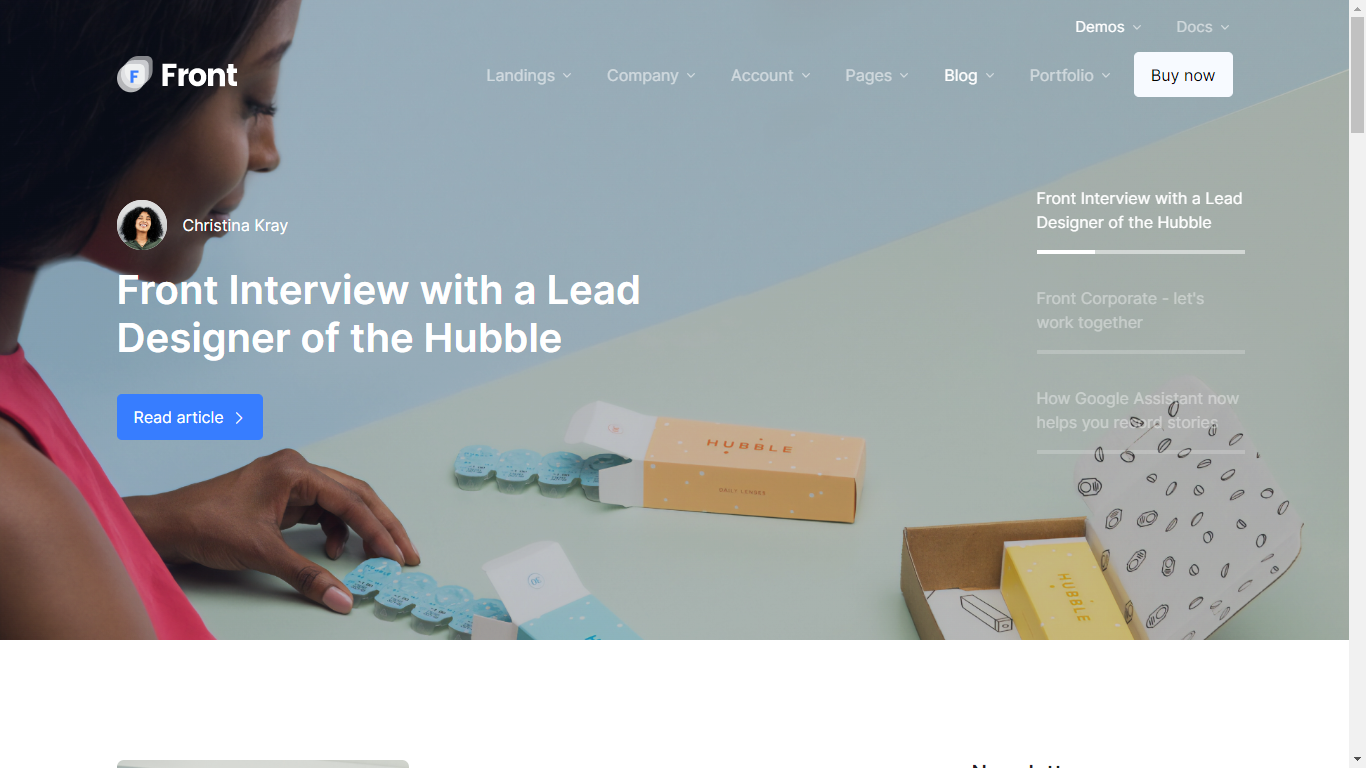 Demos
Docs
F
Front
Landings
Company
Account
Pages
Blog
Portfolio
Buy now
Christina Kray
Front Interview with a Lead
Designer of the Hubble
Read article
Front Interview with a Lead
Designer of the Hubble
Front Corporate - let's
work together
How Google Assistant now
helps you record stories
HUBBLE
DAILY LENSES
HUBBLE